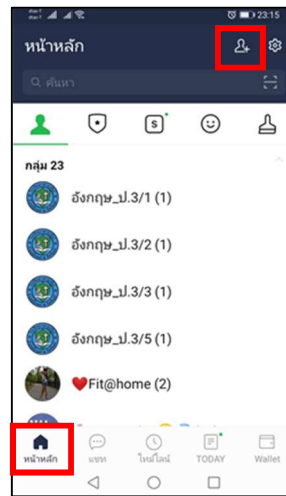 23:15
หน้าหลัก
ค้นหา
S
กลุ่ม 23
อังกฤษ_ป.3/1 (1)
อังกฤษ_ป.3/2 (1)
อังกฤษ_ป.3/3 (1)
อังกฤษ_ป.3/5 (1)
❤️Fit@home (2)
หน้าหลัก แชท ไทม์ไลน์ TODAY Wallet